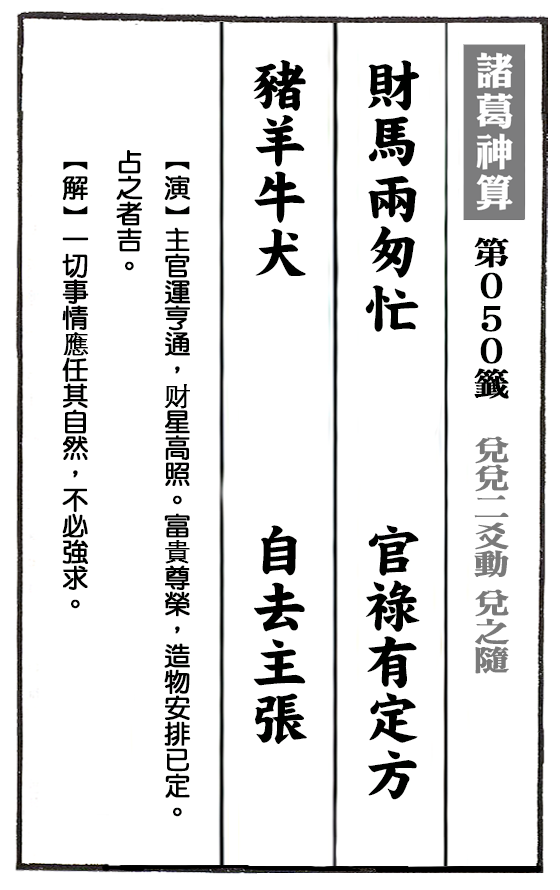 諸葛神算 第050籤 兌兌二爻動 兌之隨
財馬兩匆忙 官祿有定方
豬羊牛犬 自去主張
【演】主官運亨通，财星高照。富貴尊榮，造物安排已定。
占之者吉。
【解】一切事情應任其自然，不必強求。